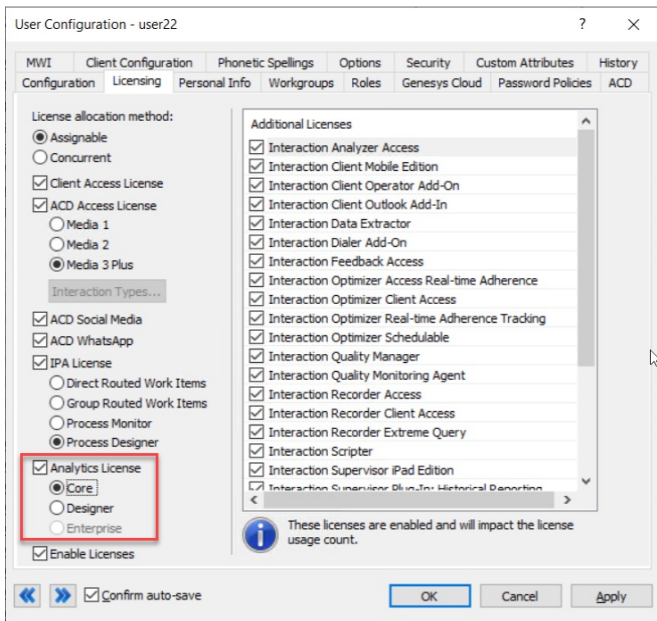 User Configuration - user22
MWI Client Configuration Phonetic Spellings Options Security Custom Attributes History
Configuration Licensing Personal Info Workgroups Roles Genesys Cloud Password Policies ACD
License allocation method:
Assignable
Concurrent
Client Access License
ACD Access License
Media 1
Media 2
Media 3 Plus
Interaction Types...
ACD Social Media
ACD WhatsApp
IPA License
Direct Routed Work Items
Group Routed Work Items
Process Monitor
Process Designer
Analytics License
Core
Designer
Enterprise
Enable Licenses
Additional Licenses
Interaction Analyzer Access
Interaction Client Mobile Edition
Interaction Client Operator Add-On
Interaction Client Outlook Add-In
Interaction Data Extractor
Interaction Dialer Add-On
Interaction Feedback Access
Interaction Optimizer Access Real-time Adherence
Interaction Optimizer Client Access
Interaction Optimizer Real-time Adherence Tracking
Interaction Optimizer Schedulable
Interaction Quality Manager
Interaction Quality Monitoring Agent
Interaction Recorder Access
Interaction Recorder Client Access
Interaction Recorder Extreme Query
Interaction Scripter
Interaction Supervisor iPad Edition
Interaction Supervisor Plug-In: Historical Reporting
These licenses are enabled and will impact the license
usage count.
Confirm auto-save
OK Cancel Apply